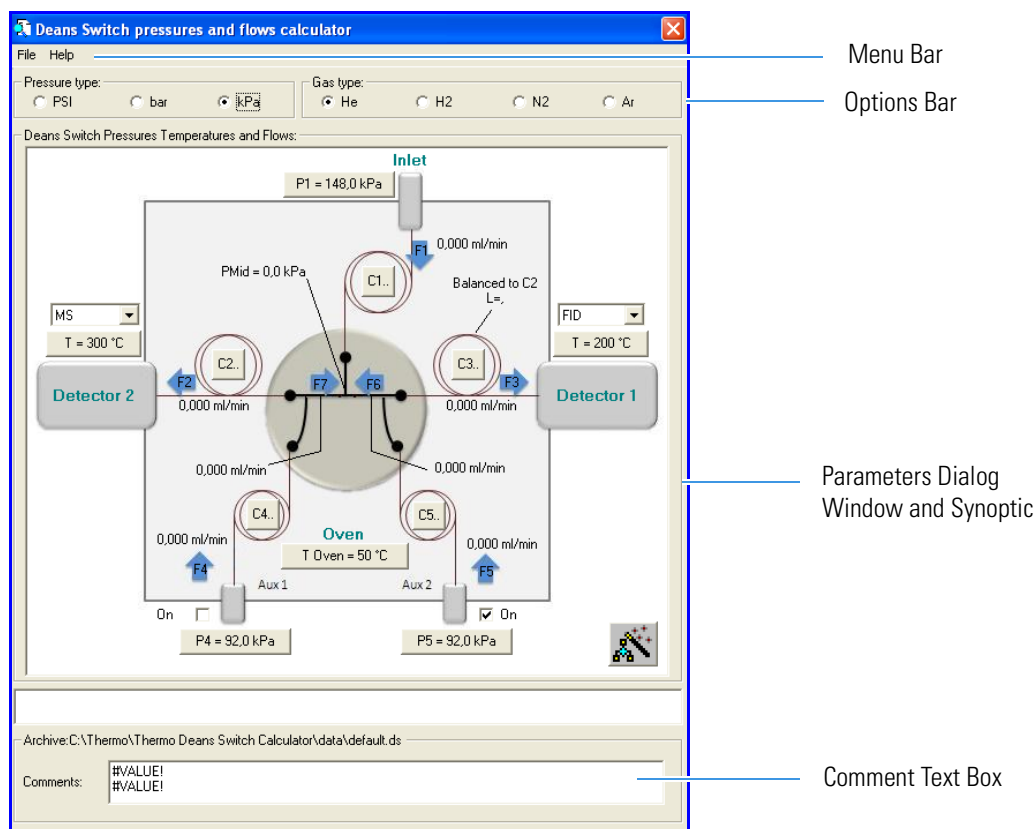 Deans Switch pressures and flows calculator
File Help
Menu Bar
Pressure type:
PSI bar kPa
Gas type:
He H2 N2 Ar
Options Bar
Deans Switch Pressures Temperatures and Flows:
Inlet
P1 = 148,0 kPa
F1
0,000 ml/min
PMid = 0,0 kPa
C1..
Balanced to C2
L=,
MS
T = 300 °C
FID
T = 200 °C
C2..
C3..
F2
F7
F6
F3
Detector 2
0,000 ml/min
0,000 ml/min
Detector 1
0,000 ml/min
0,000 ml/min
Parameters Dialog
Window and Synoptic
C4..
C5..
Oven
T Oven = 50 °C
0,000 ml/min
0,000 ml/min
F4
F5
Aux 1
Aux 2
On
On
P4 = 92,0 kPa
P5 = 92,0 kPa
Archive:C:\Thermo\Thermo Deans Switch Calculator\data\default.ds
Comments:
#VALUE!
#VALUE!
Comment Text Box